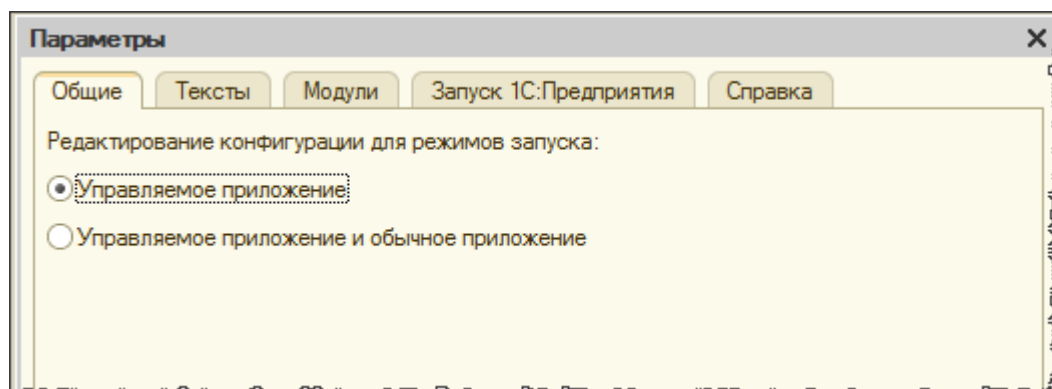 Параметры
Общие Тексты Модули Запуск 1С:Предприятия Справка
Редактирование конфигурации для режимов запуска:
Управляемое приложение
Управляемое приложение и обычное приложение